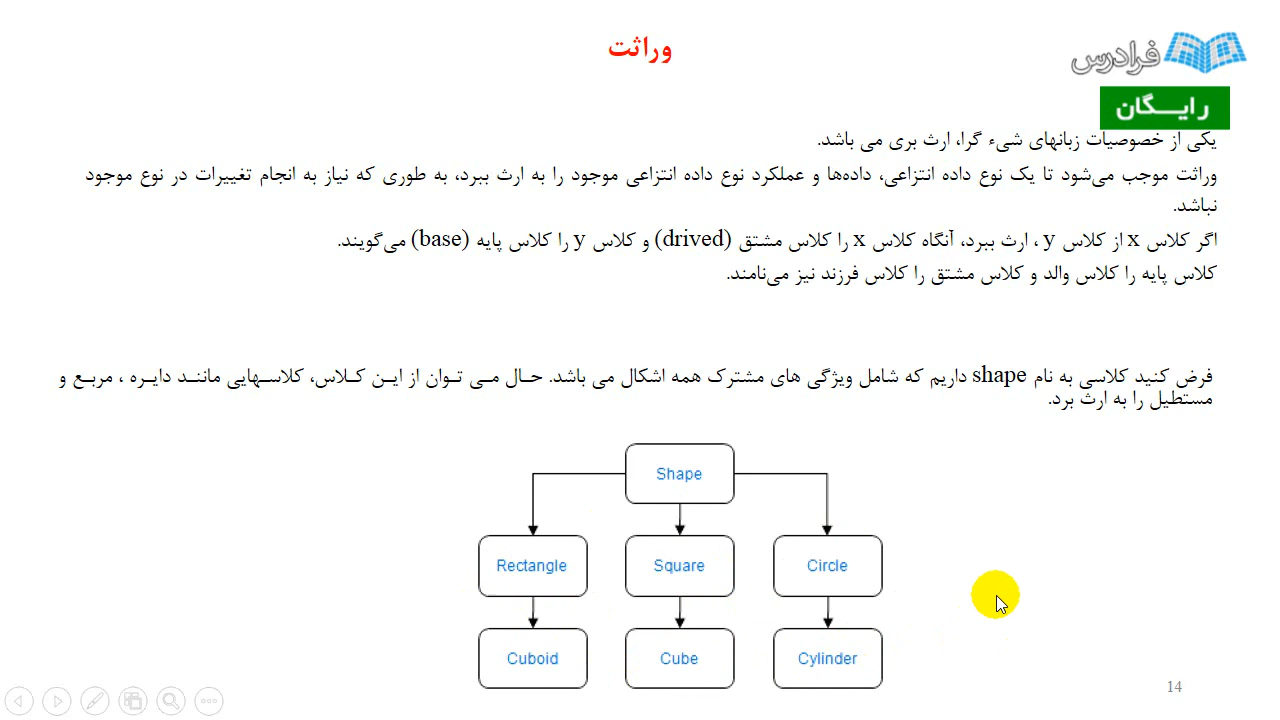 وراثت
فرادرس
رایـــگان
یکی از خصوصیات زبانهای شیء گرا، ارث بری می باشد.
وراثت موجب می‌شود تا یک نوع داده انتزاعی، داده‌ها و عملکرد نوع داده انتزاعی موجود را به ارث ببرد، به طوری که نیاز به انجام تغییرات در نوع موجود
نباشد.
اگر کلاس x از کلاس y ، ارث ببرد، آنگاه کلاس x را کلاس مشتق (drived) و کلاس y را کلاس پایه (base) می‌گویند.
کلاس پایه را کلاس والد و کلاس مشتق را کلاس فرزند نیز می‌نامند.
فرض کنید کلاسی به نام shape داریم که شامل ویژگی های مشترک همه اشکال می باشد. حال می توان از این کلاس، کلاسهایی مانند دایره ، مربع و
مستطیل را به ارث برد.
Shape
Rectangle Square Circle
Cuboid Cube Cylinder
14